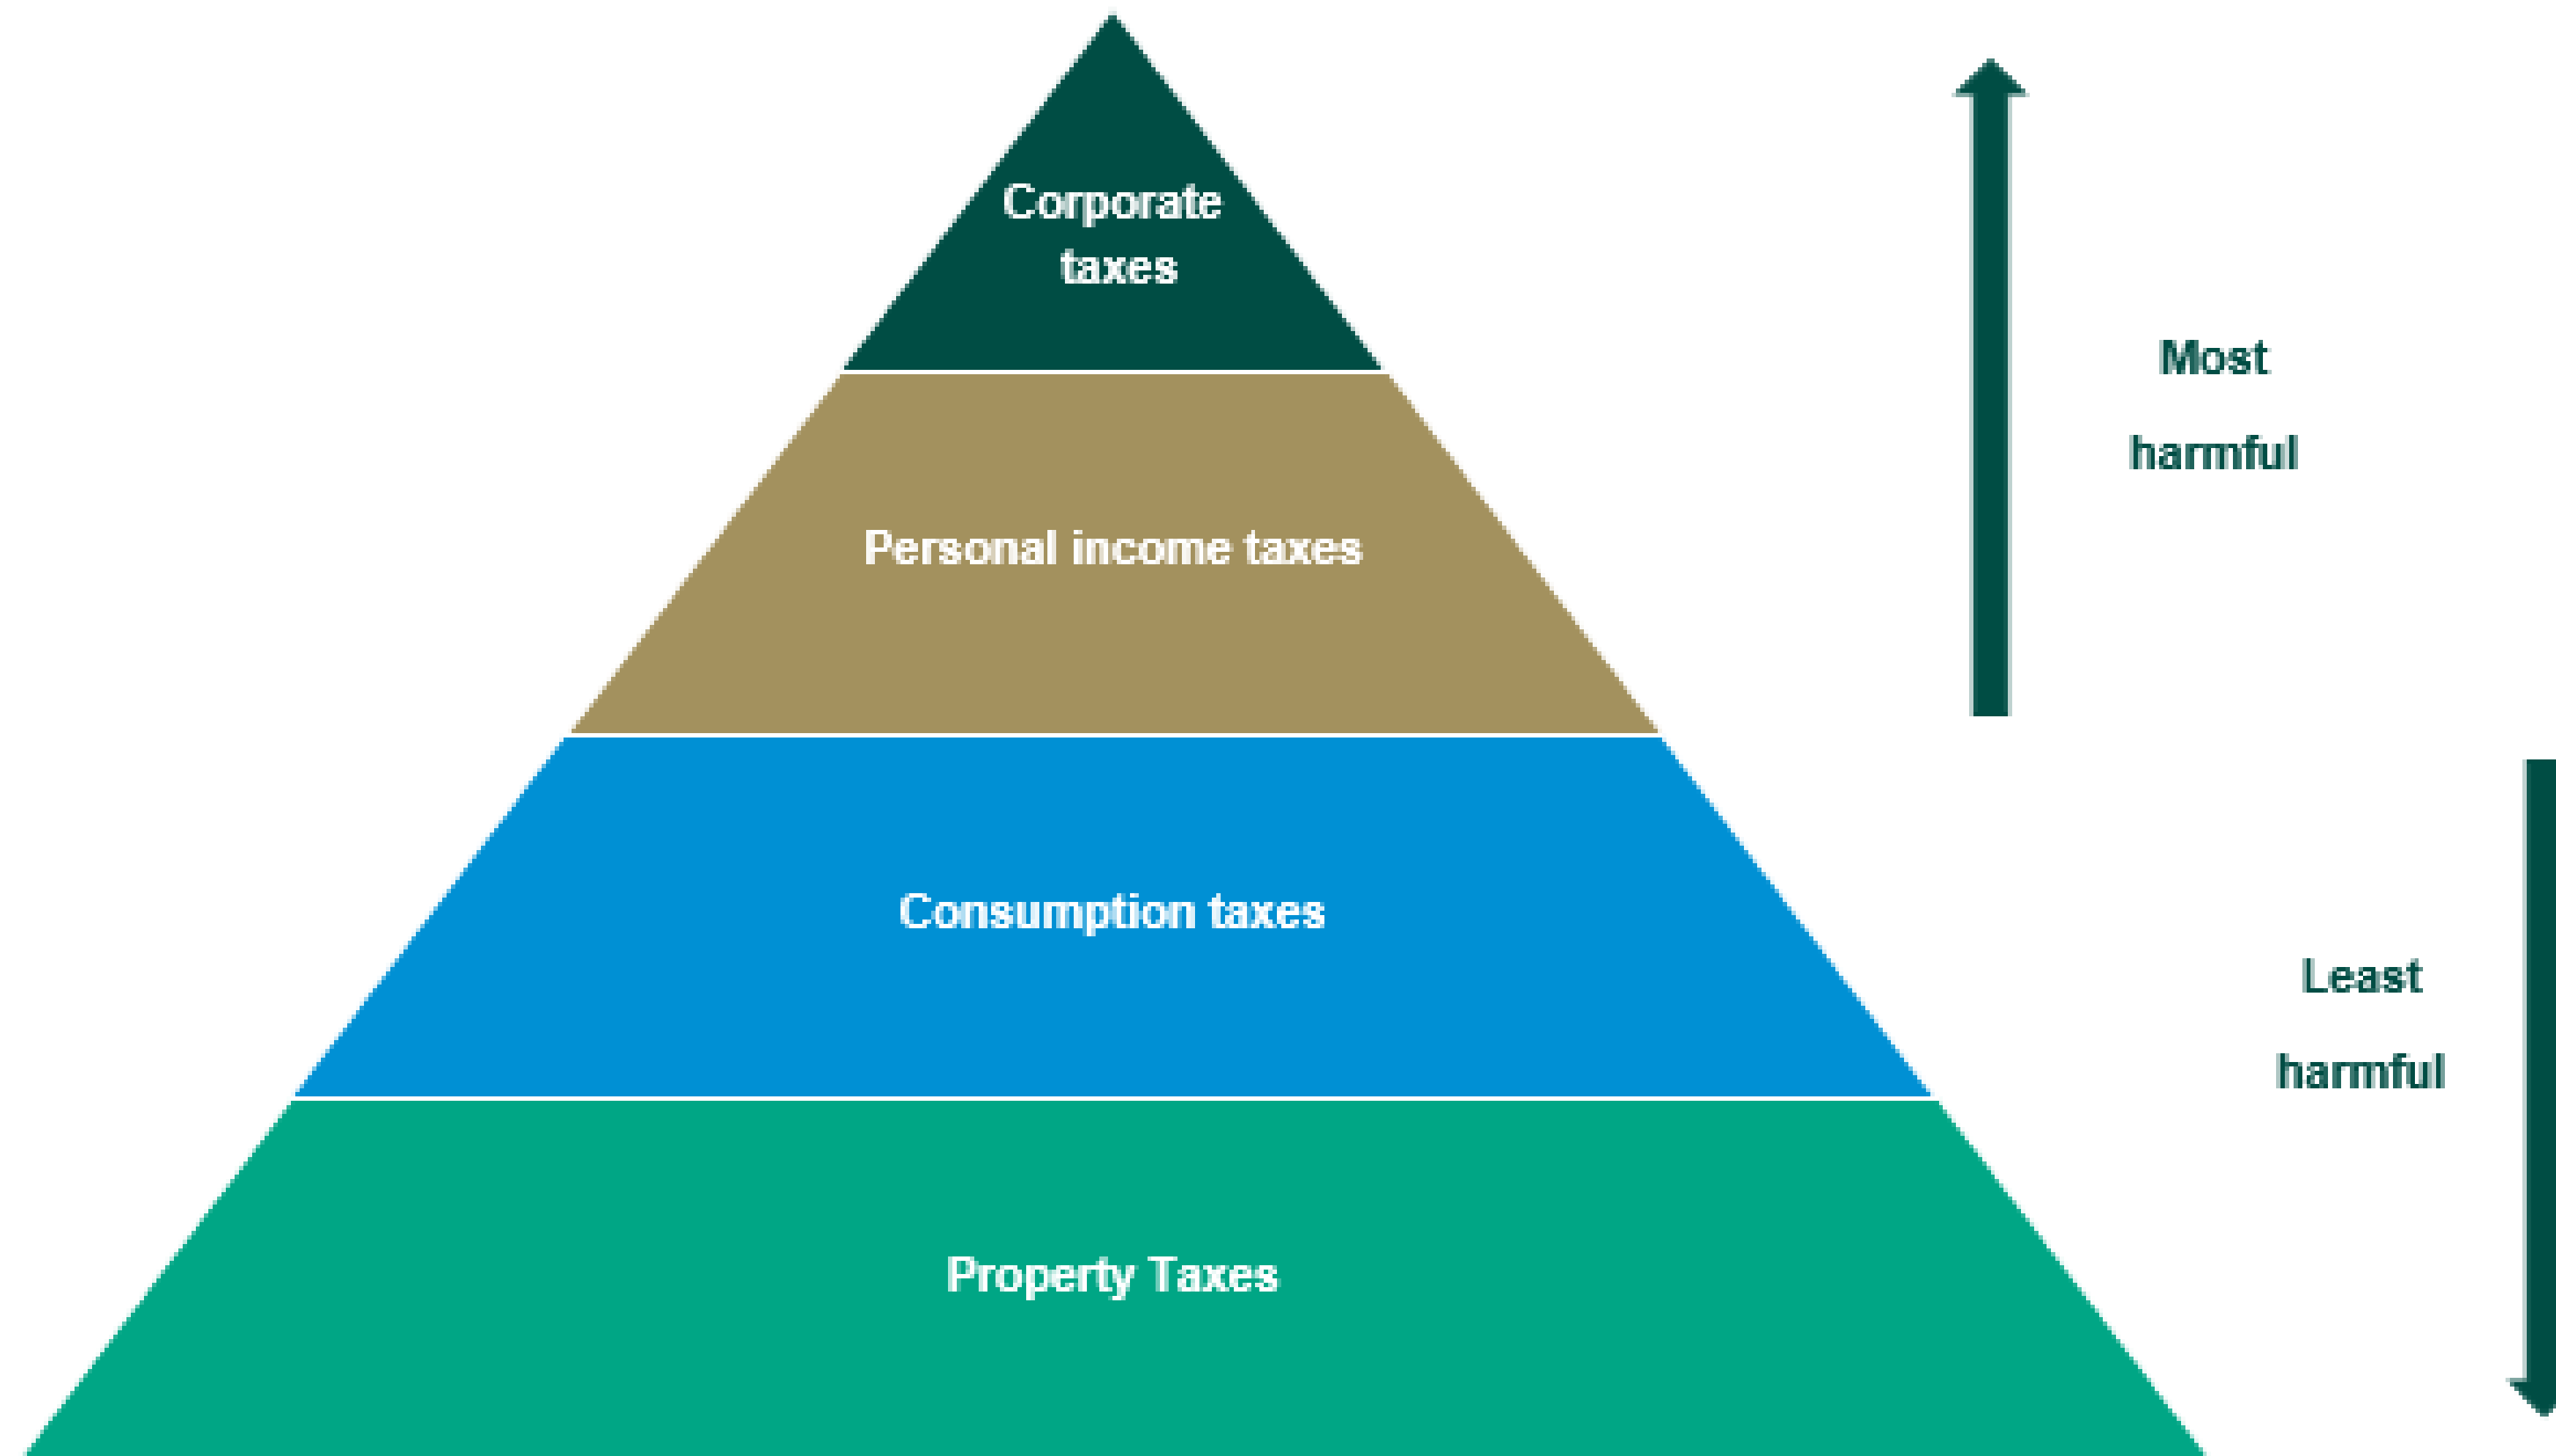 Corporate
taxes
Most
harmful
Personal income taxes
Consumption taxes
Least
harmful
Property Taxes